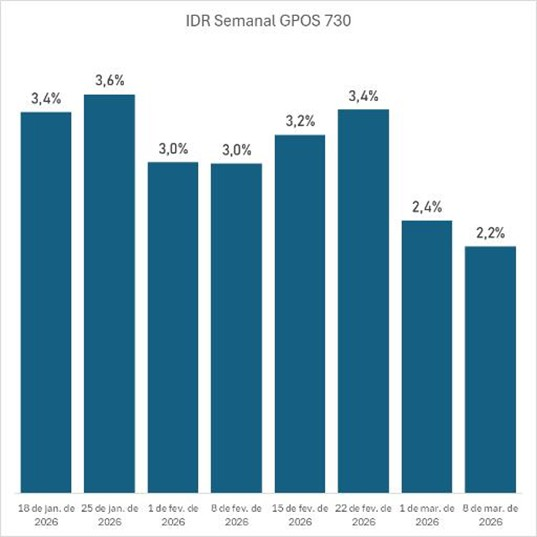 IDR Semanal GPOS 730
3,4%
3,6%
3,0%
3,0%
3,2%
3,4%
2,4%
2,2%
18 de jan. de
2026
25 de jan. de
2026
1 de fev. de
2026
8 de fev. de
2026
15 de fev. de
2026
22 de fev. de
2026
1 de mar. de
2026
8 de mar. de
2026